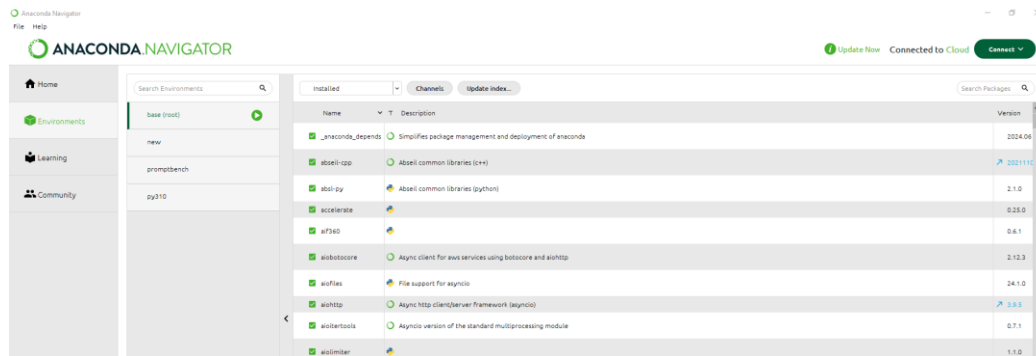 Anaconda Navigator
File Help
ANACONDA.NAVIGATOR
Update Now Connected to Cloud Connect
Home
Environments
Learning
Community
Search Environments
base (root)
new
promptbench
py310
Installed Channels Update index... Search Packages
Name T Description Version
_anaconda_depends Simplifies package management and deployment of anaconda 2024.06
abseil-cpp Abseil common libraries (c++) 2021110
absl-py Abseil common libraries (python) 2.1.0
accelerate 0.25.0
aif360 0.6.1
aiobotocore Async client for aws services using botocore and aiohttp 2.12.3
aiofiles File support for asyncio 24.1.0
aiohttp Async http client/server framework (asyncio) 3.9.5
aioitertools Asyncio version of the standard multiprocessing module 0.7.1
aiolimiter 1.1.0